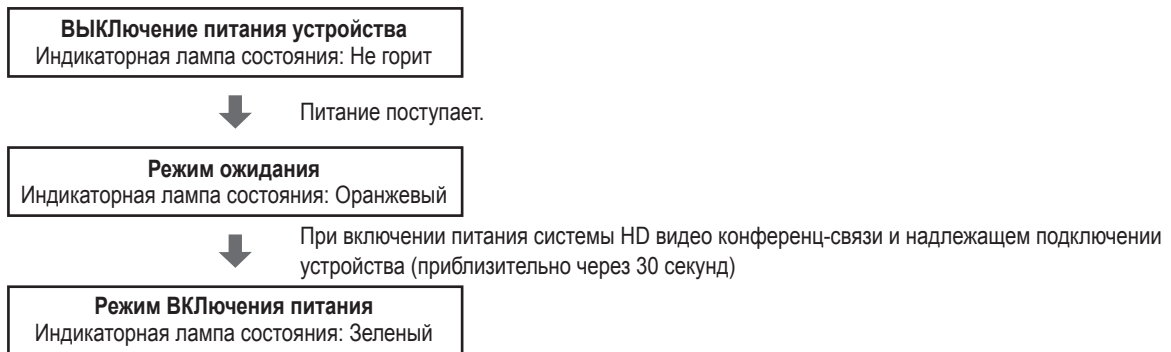 ВЫКЛючение питания устройства
Индикаторная лампа состояния: Не горит
Питание поступает.
Режим ожидания
Индикаторная лампа состояния: Оранжевый
При включении питания системы HD видео конференц-связи и надлежащем подключении
устройства (приблизительно через 30 секунд)
Режим ВКЛючения питания
Индикаторная лампа состояния: Зеленый